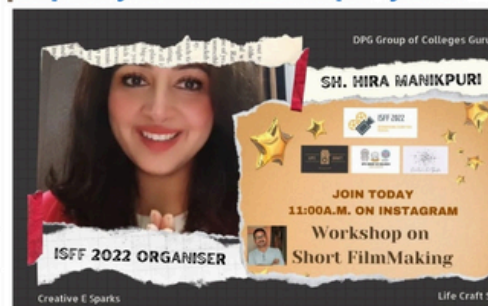 DPG Group of Colleges Guru
SH. HIRA MANIKPURI
ISFF 2022
JOIN TODAY
11:00A.M. ON INSTAGRAM
Workshop on
Short FilmMaking
ISFF 2022 ORGANISER
Creative E Sparks
Life Craft S